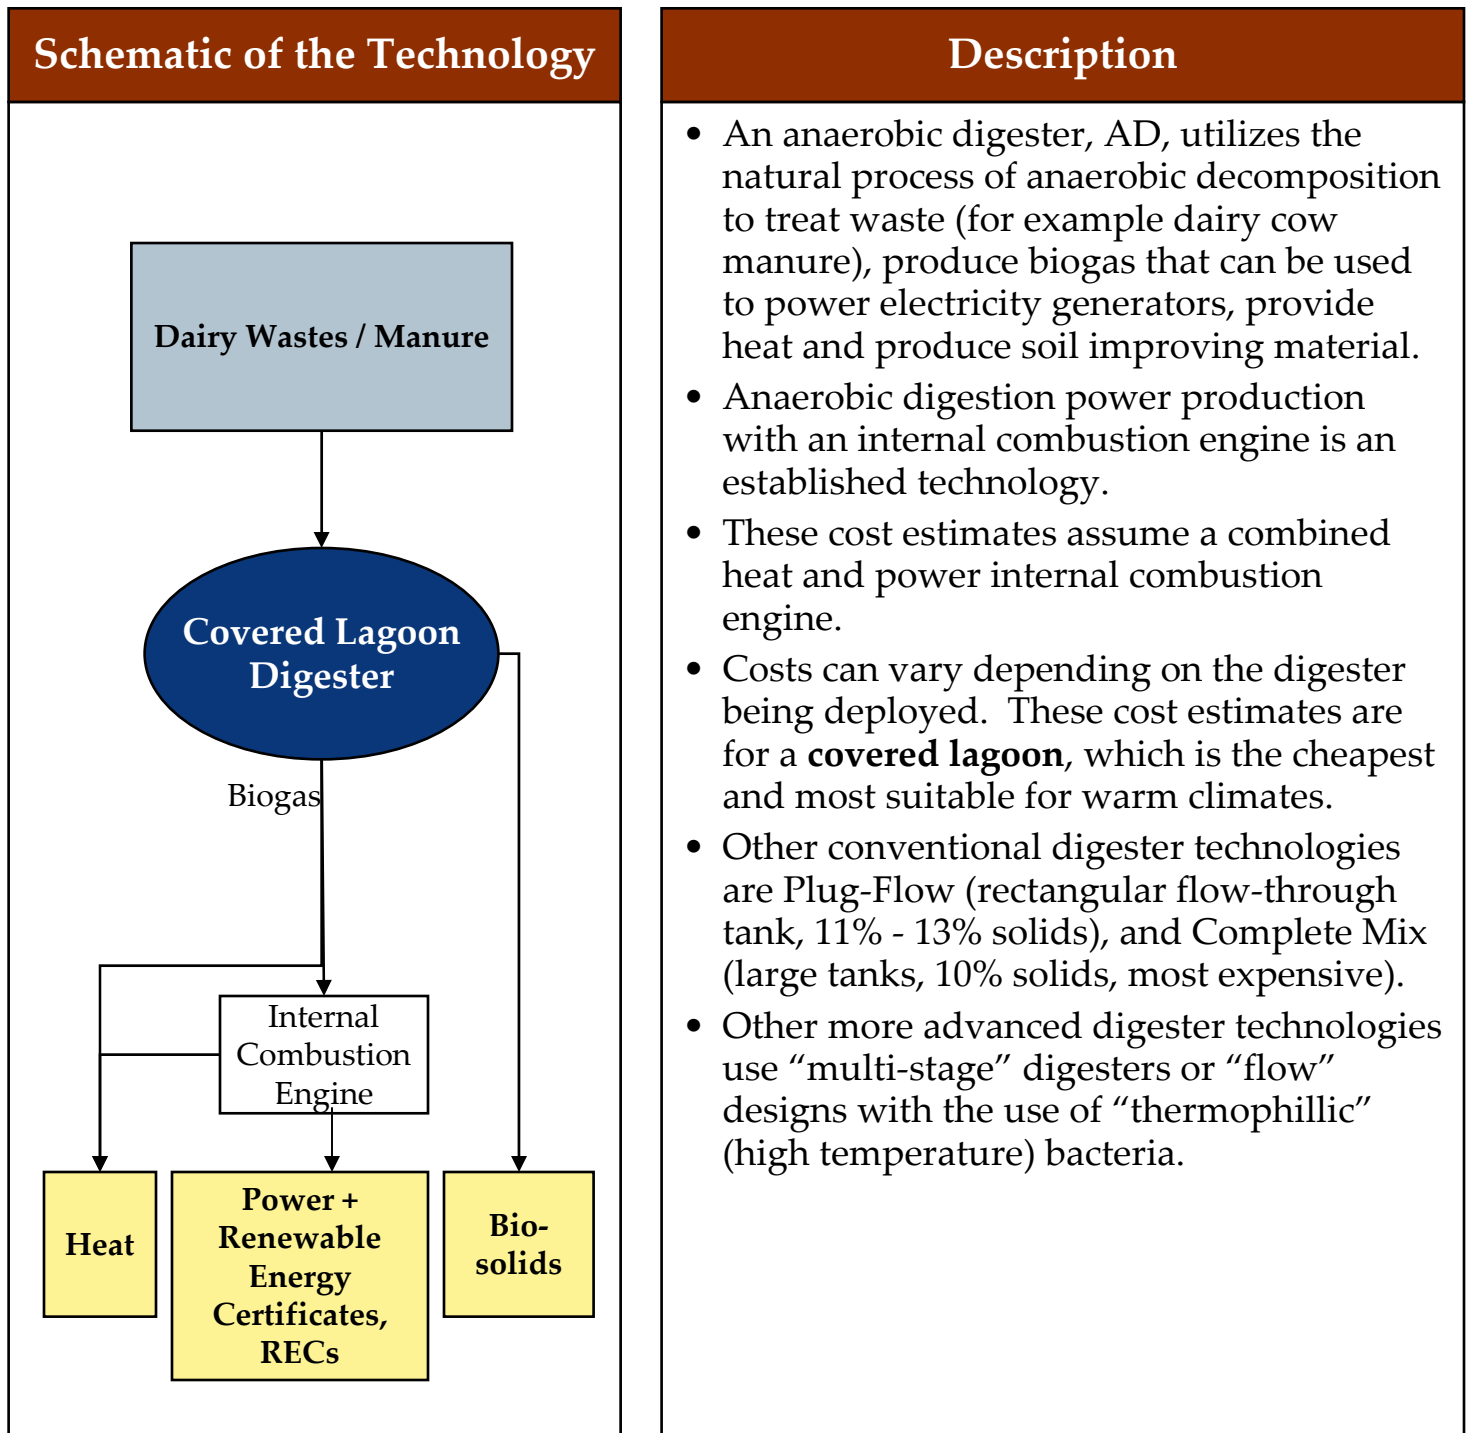 Schematic of the Technology
Dairy Wastes / Manure
Covered Lagoon
Digester
Biogas
Internal
Combustion
Engine
Heat
Power +
Renewable
Energy
Certificates,
RECs
Bio-
solids
Description
• An anaerobic digester, AD, utilizes the
natural process of anaerobic decomposition
to treat waste (for example dairy cow
manure), produce biogas that can be used
to power electricity generators, provide
heat and produce soil improving material.
• Anaerobic digestion power production
with an internal combustion engine is an
established technology.
• These cost estimates assume a combined
heat and power internal combustion
engine.
• Costs can vary depending on the digester
being deployed.  These cost estimates are
for a covered lagoon, which is the cheapest
and most suitable for warm climates.
• Other conventional digester technologies
are Plug-Flow (rectangular flow-through
tank, 11% - 13% solids), and Complete Mix
(large tanks, 10% solids, most expensive).
• Other more advanced digester technologies
use “multi-stage” digesters or “flow”
designs with the use of “thermophillic”
(high temperature) bacteria.